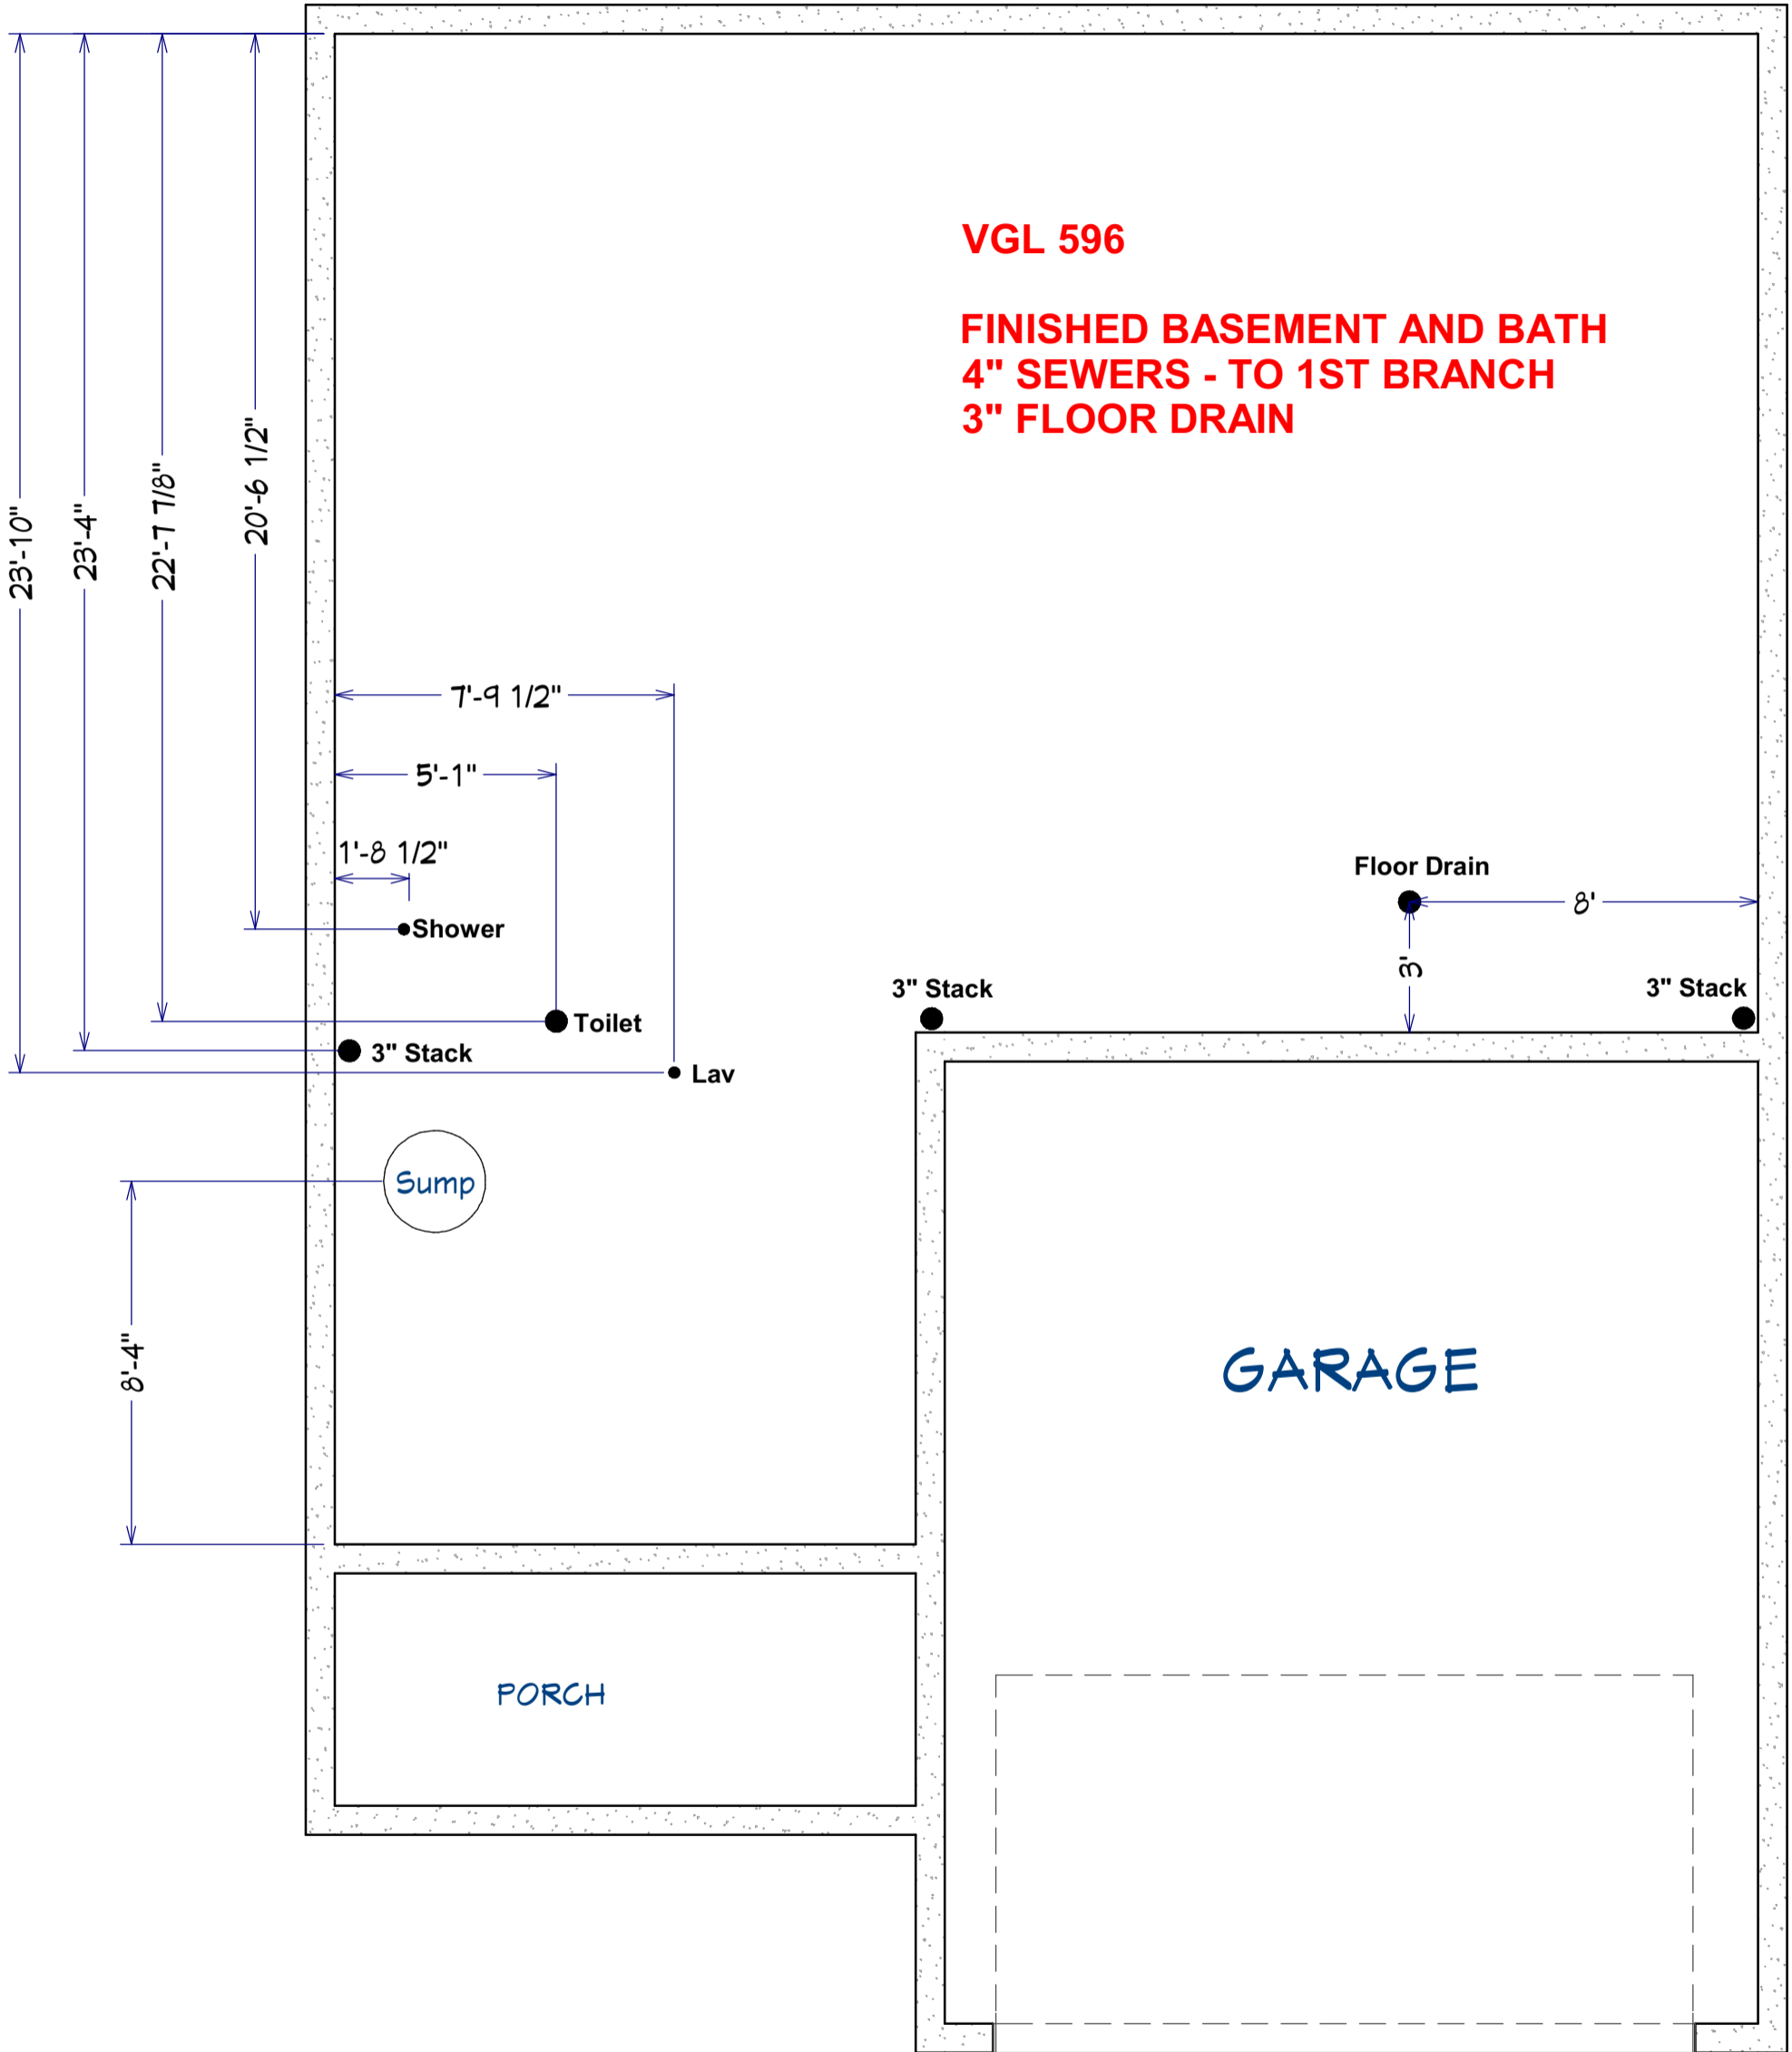 VGL 596
FINISHED BASEMENT AND BATH
4" SEWERS - TO 1ST BRANCH
3" FLOOR DRAIN
23'-10"
23'-4"
22'-7 7/8"
20'-6 1/2"
7'-9 1/2"
5'-1"
1'-8 1/2"
Shower
Floor Drain
8'
3'
3" Stack
3" Stack
Toilet
3" Stack
Lav
Sump
8'-4"
GARAGE
PORCH